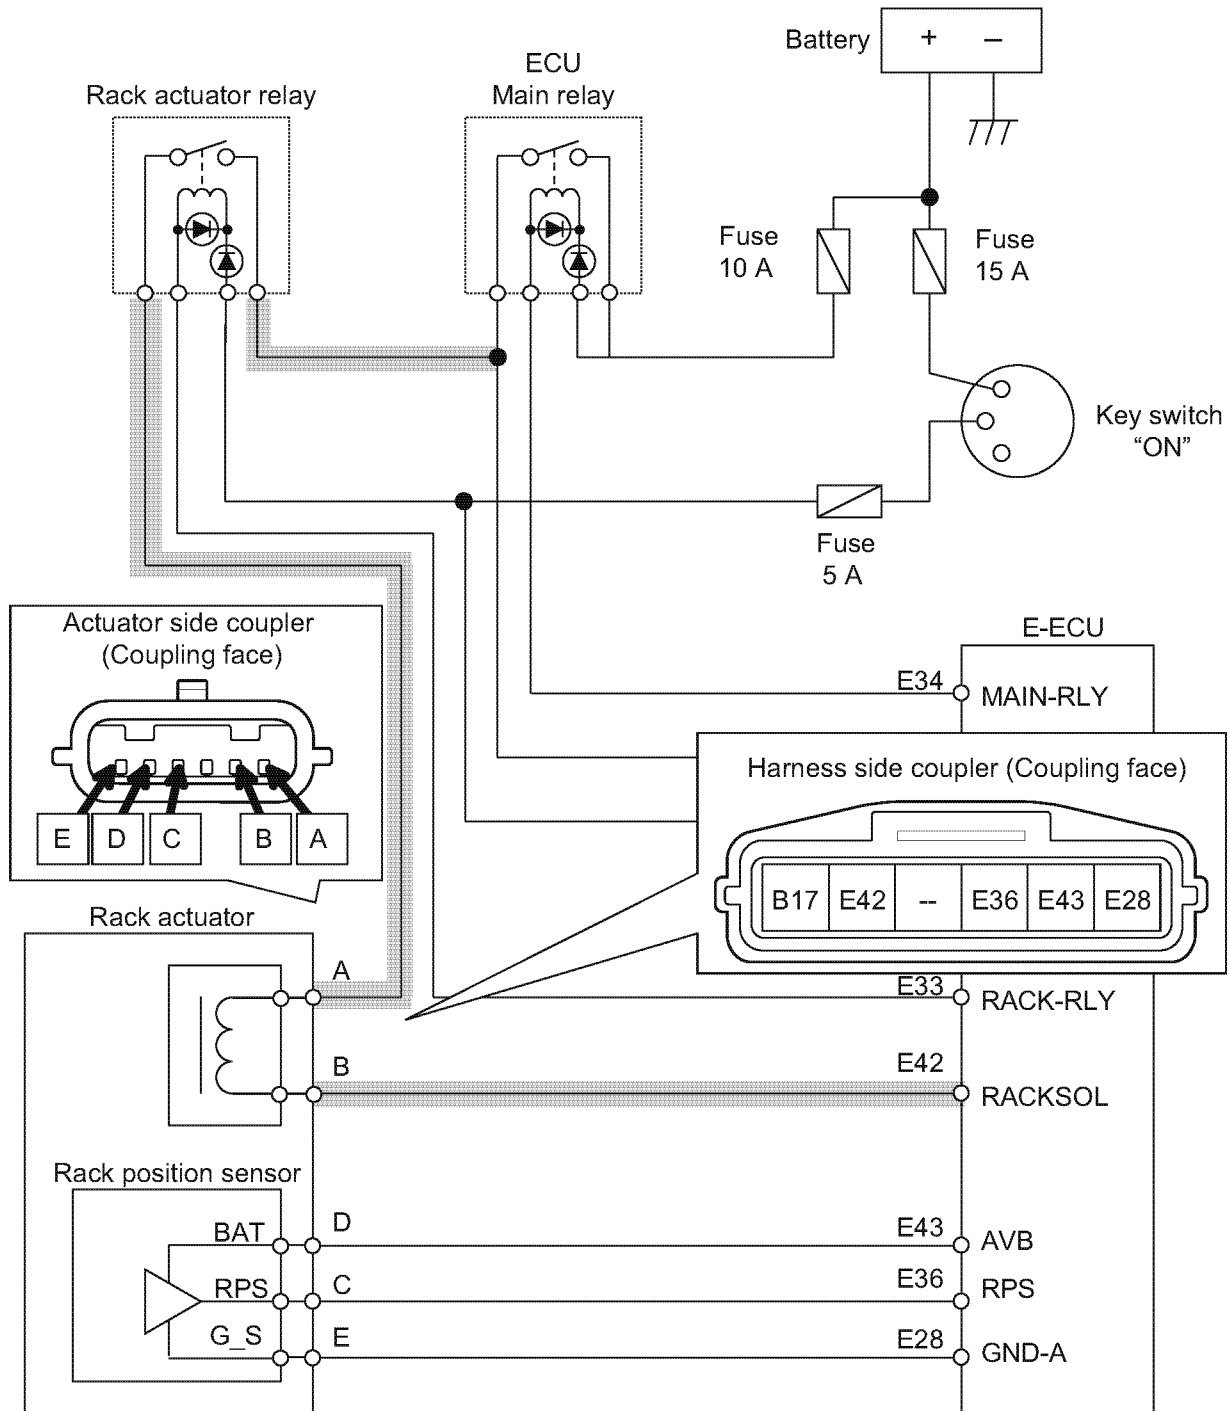 Battery
+ −
ECU
Rack actuator relay
Main relay
Fuse
10 A
Fuse
15 A
Key switch
“ON”
Fuse
5 A
Actuator side coupler
(Coupling face)
E D C B A
E-ECU
E34 MAIN-RLY
Harness side coupler (Coupling face)
B17 E42 -- E36 E43 E28
Rack actuator
A
E33 RACK-RLY
B
E42 RACKSOL
Rack position sensor
BAT D E43 AVB
RPS C E36 RPS
G_S E E28 GND-A